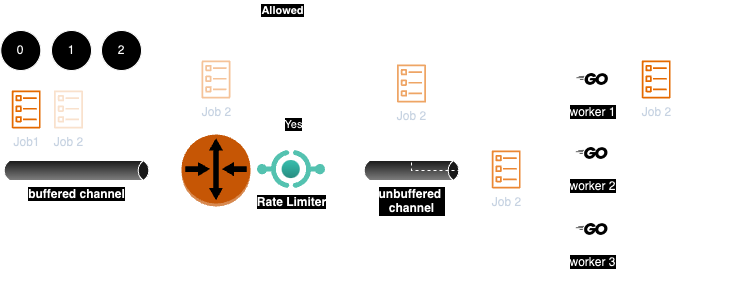 Allowed
0 1 2
Job 2
Job 2
Job1 Job 2
Yes
buffered channel
Rate Limiter
unbuffered
channel
Job 2
GO
worker 1
Job 2
GO
worker 2
GO
worker 3